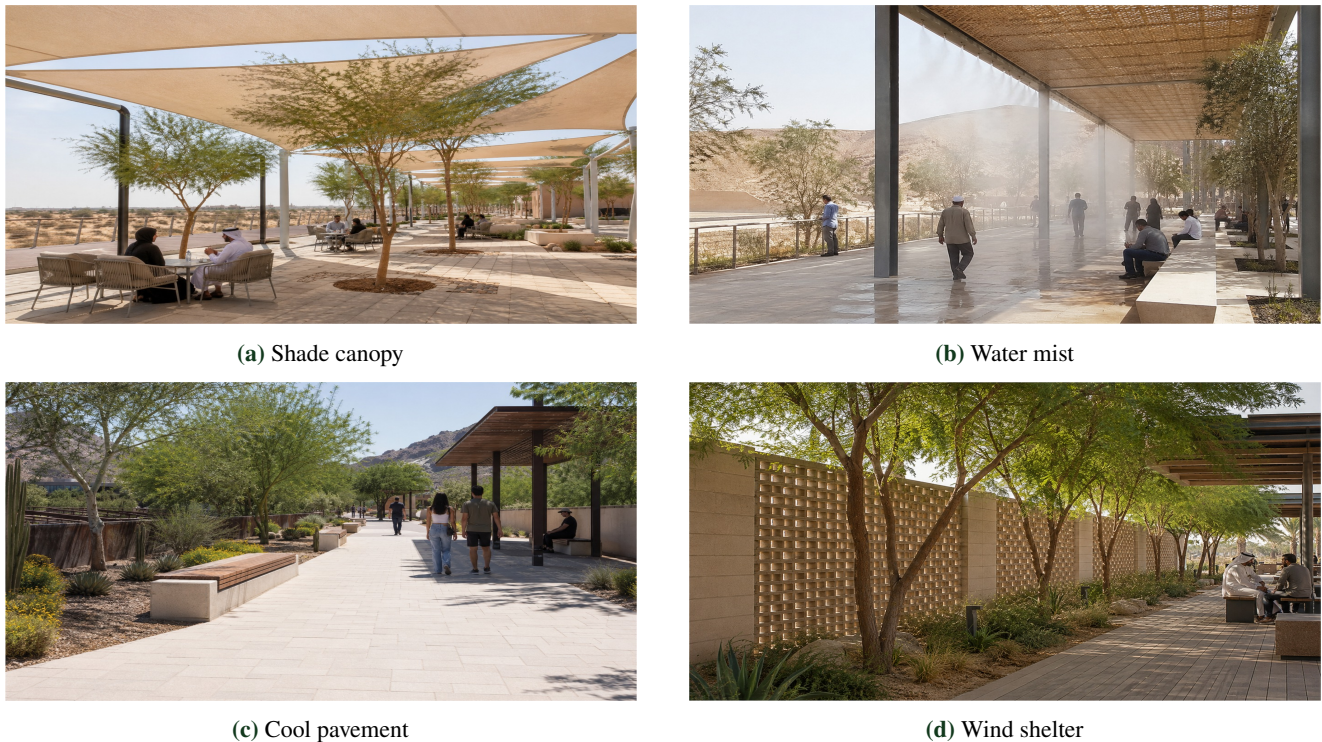 (a) Shade canopy
(b) Water mist
(c) Cool pavement
(d) Wind shelter